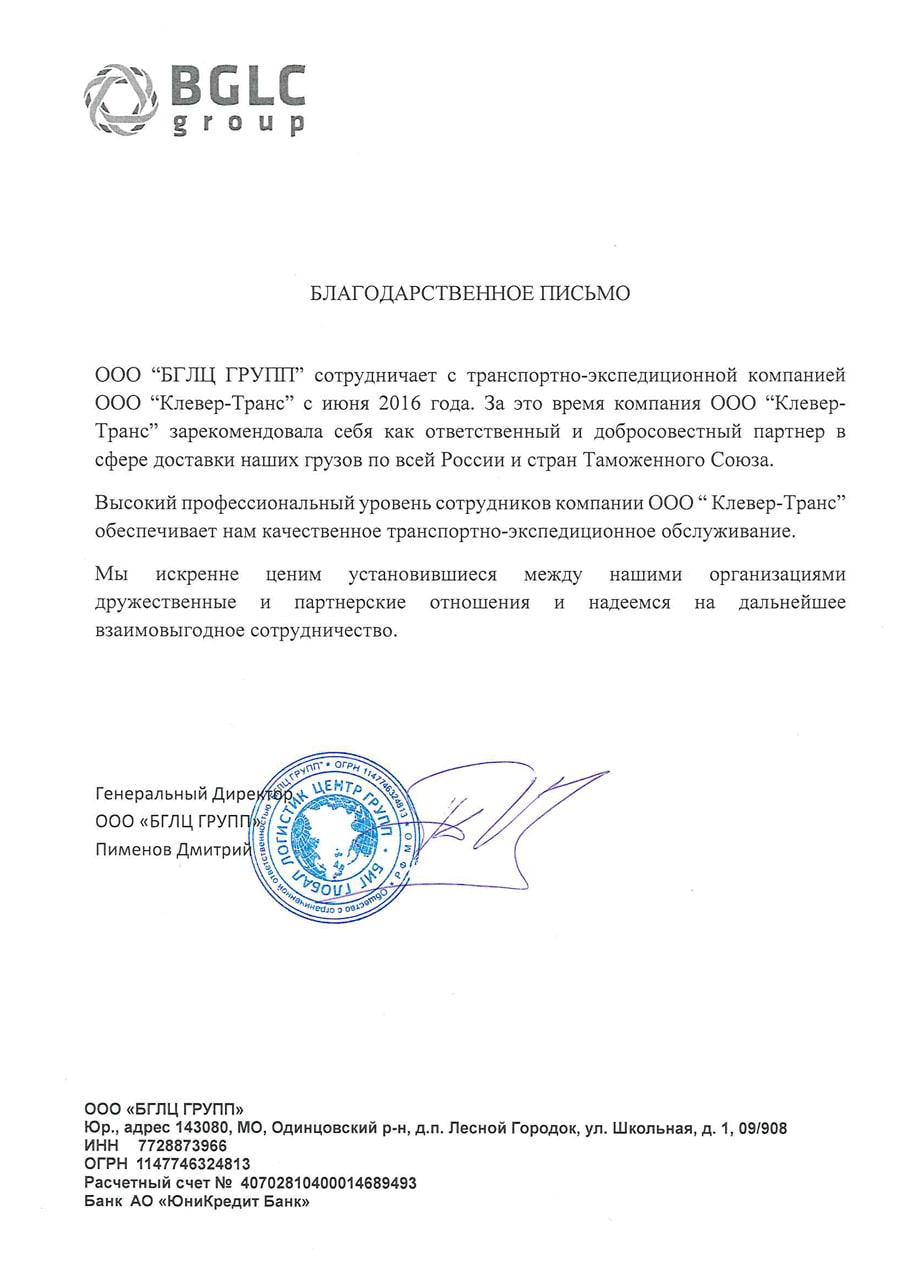 BGLC
group
БЛАГОДАРСТВЕННОЕ ПИСЬМО
ООО “БГЛЦ ГРУПП” сотрудничает с транспортно-экспедиционной компанией
ООО “Клевер-Транс” с июня 2016 года. За это время компания ООО “Клевер-
Транс” зарекомендовала себя как ответственный и добросовестный партнер в
сфере доставки наших грузов по всей России и стран Таможенного Союза.
Высокий профессиональный уровень сотрудников компании ООО “ Клевер-Транс”
обеспечивает нам качественное транспортно-экспедиционное обслуживание.
Мы искренне ценим установившиеся между нашими организациями
дружественные и партнерские отношения и надеемся на дальнейшее
взаимовыгодное сотрудничество.
Генеральный Директор
ООО «БГЛЦ ГРУПП»
Пименов Дмитрий
Общество с ограниченной ответственностью "БГЛЦ ГРУПП" * ОГРН 1147746324813 * РФ МО *
БИГ ГЛОБАЛ ЛОГИСТИК ЦЕНТР ГРУПП
ООО «БГЛЦ ГРУПП»
Юр., адрес 143080, МО, Одинцовский р-н, д.п. Лесной Городок, ул. Школьная, д. 1, 09/908
ИНН 7728873966
ОГРН 1147746324813
Расчетный счет № 40702810400014689493
Банк АО «ЮниКредит Банк»